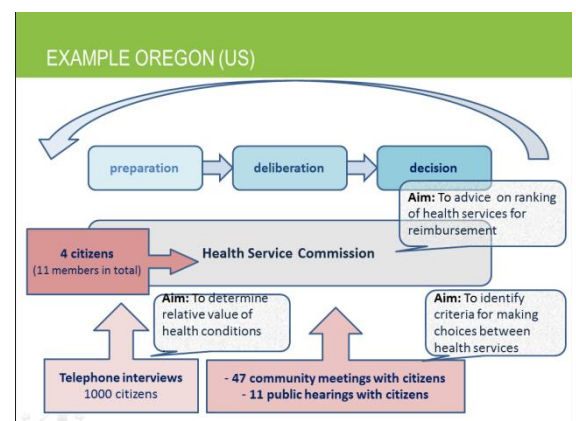 EXAMPLE OREGON (US)
preparation
deliberation
decision
Aim: To advice on ranking
of health services for
reimbursement
4 citizens
(11 members in total)
Health Service Commission
Aim: To determine
relative value of
health conditions
Aim: To identify
criteria for making
choices between
health services
Telephone interviews
1000 citizens
- 47 community meetings with citizens
- 11 public hearings with citizens